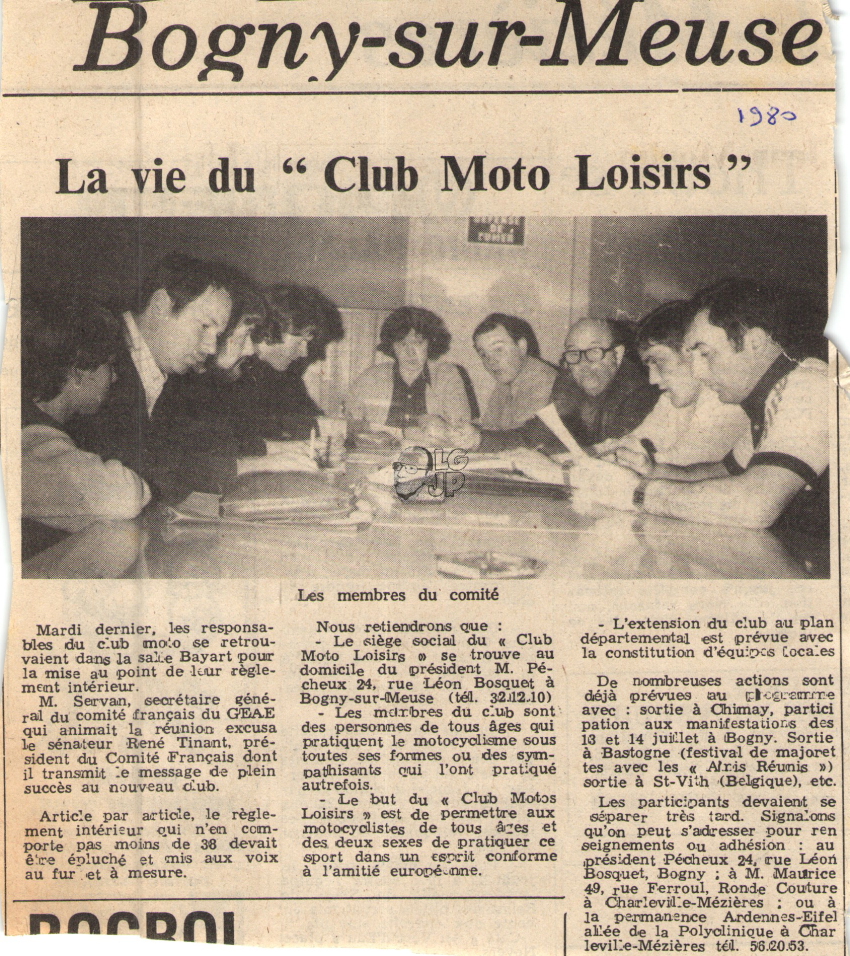 Bogny-sur-Meuse
1980
La vie du “ Club Moto Loisirs ”
DEFENSE
DE
FUMER
LG
JP
Les membres du comité
Mardi dernier, les responsa-
bles du club moto se retrou-
vaient dans la salle Bayart pour
la mise au point de leur règle-
ment intérieur.
M. Servan, secrétaire géné-
ral du comité français du GEAE
qui animait la réunion excusa
le sénateur René Tinant, pré-
sident du Comité Français dont
il transmit le message de plein
succès au nouveau club.
Article par article, le règle-
ment intérieur qui n'en com-
porte pas moins de 36 devait
être épluché et mis aux voix
au fur et à mesure.
Nous retiendrons que :
- Le siège social du « Club
Moto Loisirs » se trouve au
domicile du président M. Pé-
cheux 24, rue Léon Bosquet à
Bogny-sur-Meuse (tél. 32.12.10)
- Les membres du club sont
des personnes de tous âges qui
pratiquent le motocyclisme sous
toutes ses formes ou des sym-
pathisants qui l'ont pratiqué
autrefois.
- Le but du « Club Motos
Loisirs » est de permettre aux
motocyclistes de tous âges et
des deux sexes de pratiquer ce
sport dans un esprit conforme
à l'amitié européenne.
- L'extension du club au plan
départemental est prévue avec
la constitution d'équipes locales
De nombreuses actions sont
déjà prévues au programme
avec : sortie à Chimay, partici
pation aux manifestations des
13 et 14 juillet à Bogny. Sortie
à Bastogne (festival de majoret
tes avec les « Amis Réunis »)
sortie à St-Vith (Belgique), etc.
Les participants devaient se
séparer très tard. Signalons
qu'on peut s'adresser pour ren
seignements ou adhésion : au
président Pécheux 24, rue Léon
Bosquet, Bogny ; à M. Maurice
49, rue Ferroul, Ronde Couture
à Charleville-Mézières ; ou à
la permanence Ardennes-Eifel
allée de la Polyclinique à Char
leville-Mézières tél. 56.20.53.
ROCROI